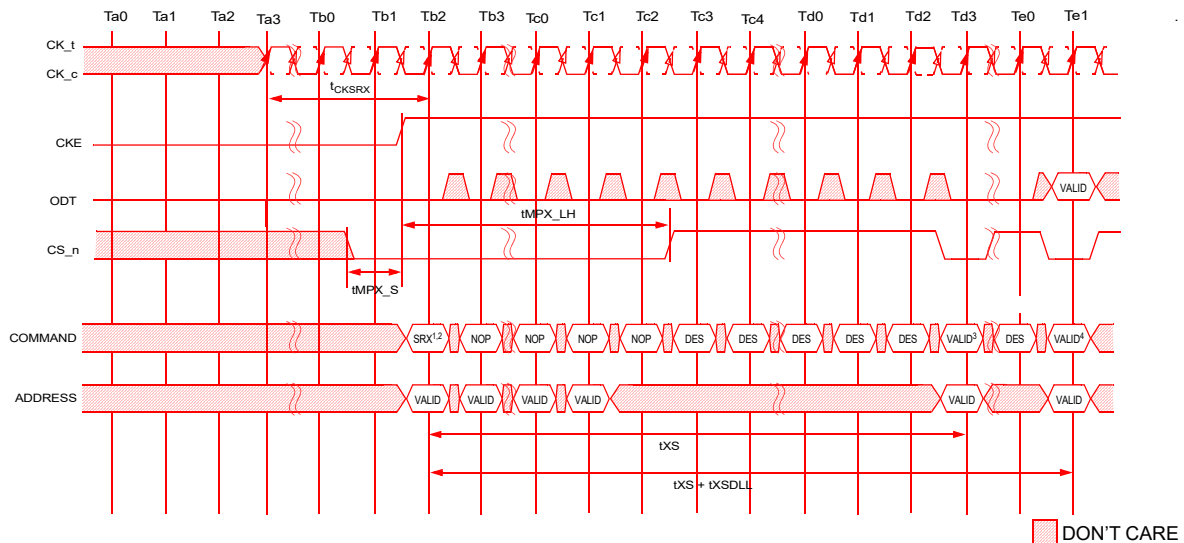 Ta0 Ta1 Ta2 Ta3 Tb0 Tb1 Tb2 Tb3 Tc0 Tc1 Tc2 Tc3 Tc4 Td0 Td1 Td2 Td3 Te0 Te1 .
CK_t
CK_c
tCKSRX
CKE
ODT VALID
tMPX_LH
CS_n
tMPX_S
COMMAND SRX1,2 NOP NOP NOP NOP DES DES DES DES DES VALID3 DES VALID4
ADDRESS VALID VALID VALID VALID VALID VALID
tXS
tXS + tXSDLL
DON'T CARE